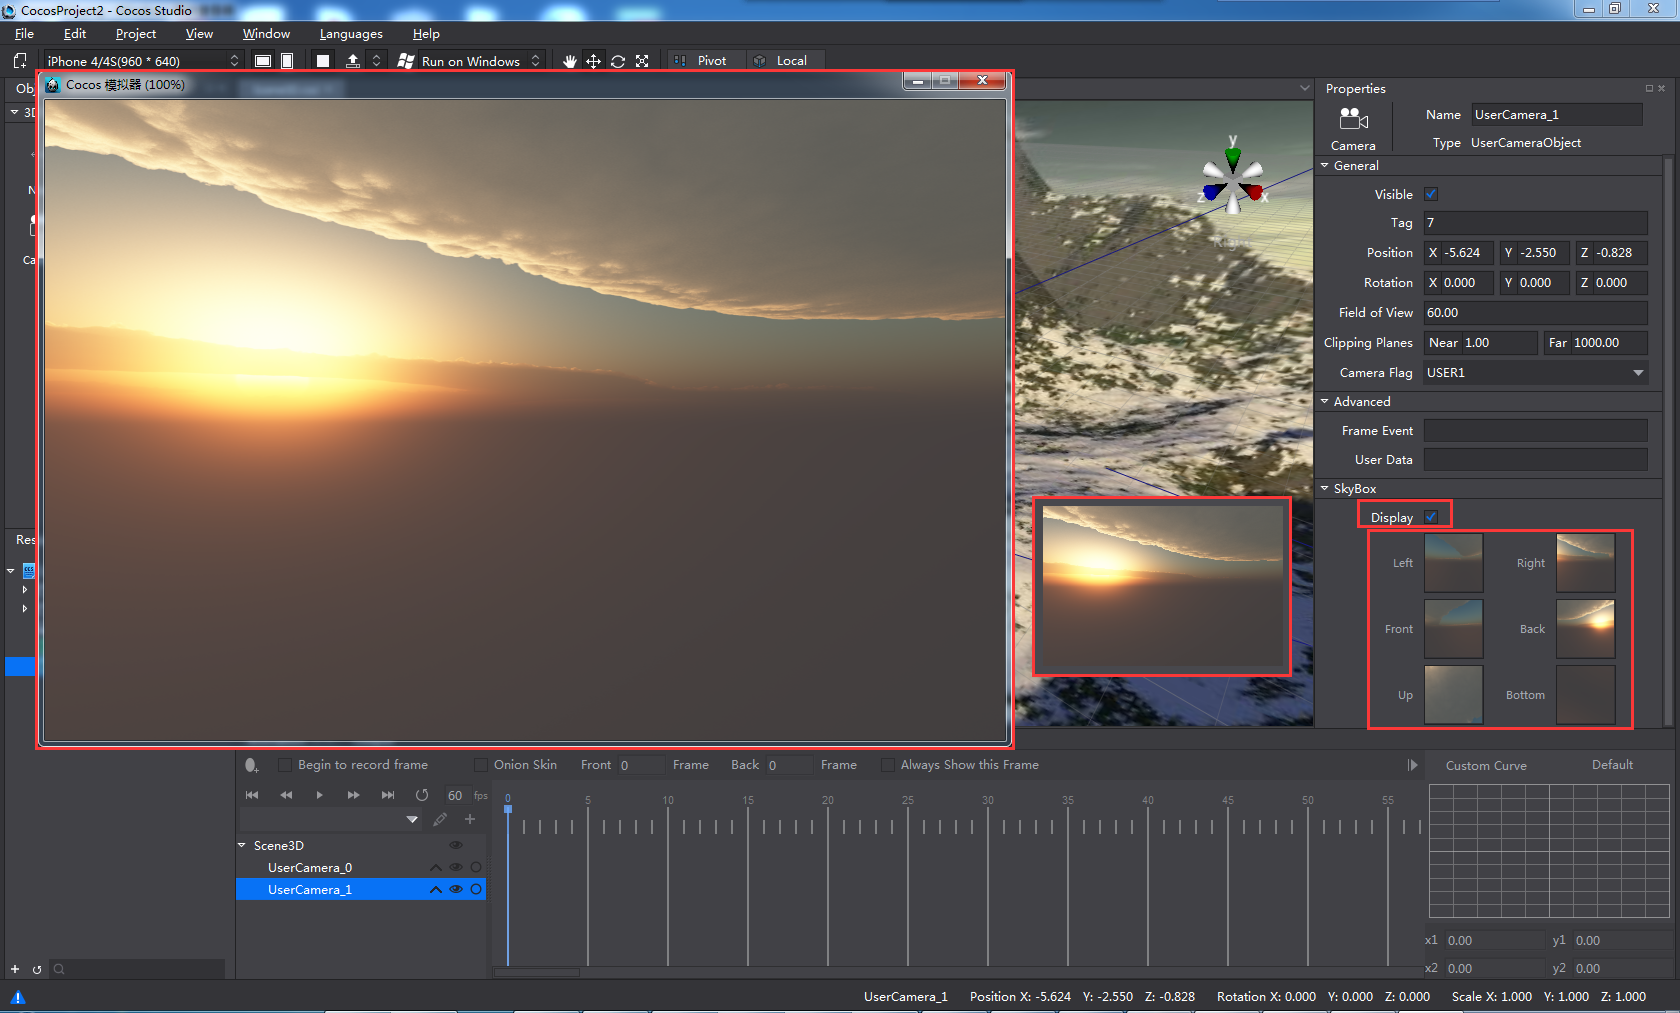 CocosProject2 - Cocos Studio
File Edit Project View Window Languages Help
iPhone 4/4S(960 * 640) Run on Windows Pivot Local
Cocos 模拟器 (100%)
Properties
Camera
Name UserCamera_1
Type UserCameraObject
General
Visible
Tag 7
Position X -5.624 Y -2.550 Z -0.828
Rotation X 0.000 Y 0.000 Z 0.000
Field of View 60.00
Clipping Planes Near 1.00 Far 1000.00
Camera Flag USER1
Advanced
Frame Event
User Data
SkyBox
Display
Left Right
Front Back
Up Bottom
y
z x
3D
Ca
Res
Begin to record frame Onion Skin Front 0 Frame Back 0 Frame Always Show this Frame
60 fps
0 5 10 15 20 25 30 35 40 45 50 55
Scene3D
UserCamera_0
UserCamera_1
Custom Curve Default
x1 0.00 y1 0.00
x2 0.00 y2 0.00
UserCamera_1 Position X: -5.624 Y: -2.550 Z: -0.828 Rotation X: 0.000 Y: 0.000 Z: 0.000 Scale X: 1.000 Y: 1.000 Z: 1.000